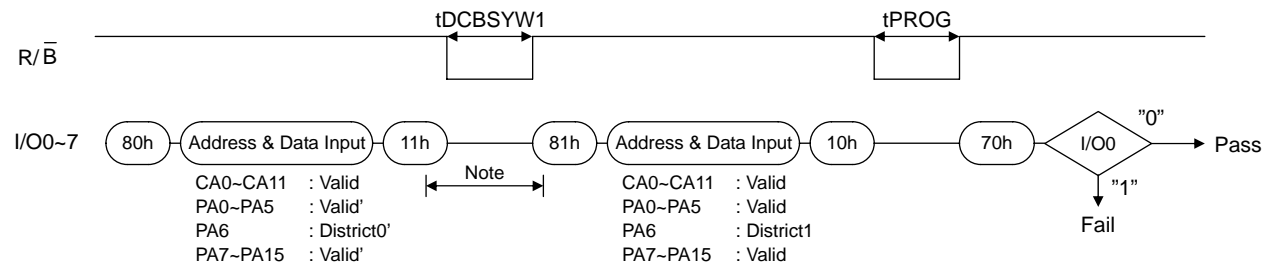 tDCBSYW1 tPROG
R/B̅
I/O0~7 80h Address & Data Input 11h 81h Address & Data Input 10h 70h I/O0 "0" Pass
Note "1"
CA0~CA11 : Valid CA0~CA11 : Valid
PA0~PA5 : Valid' PA0~PA5 : Valid
PA6 : District0' PA6 : District1 Fail
PA7~PA15 : Valid' PA7~PA15 : Valid